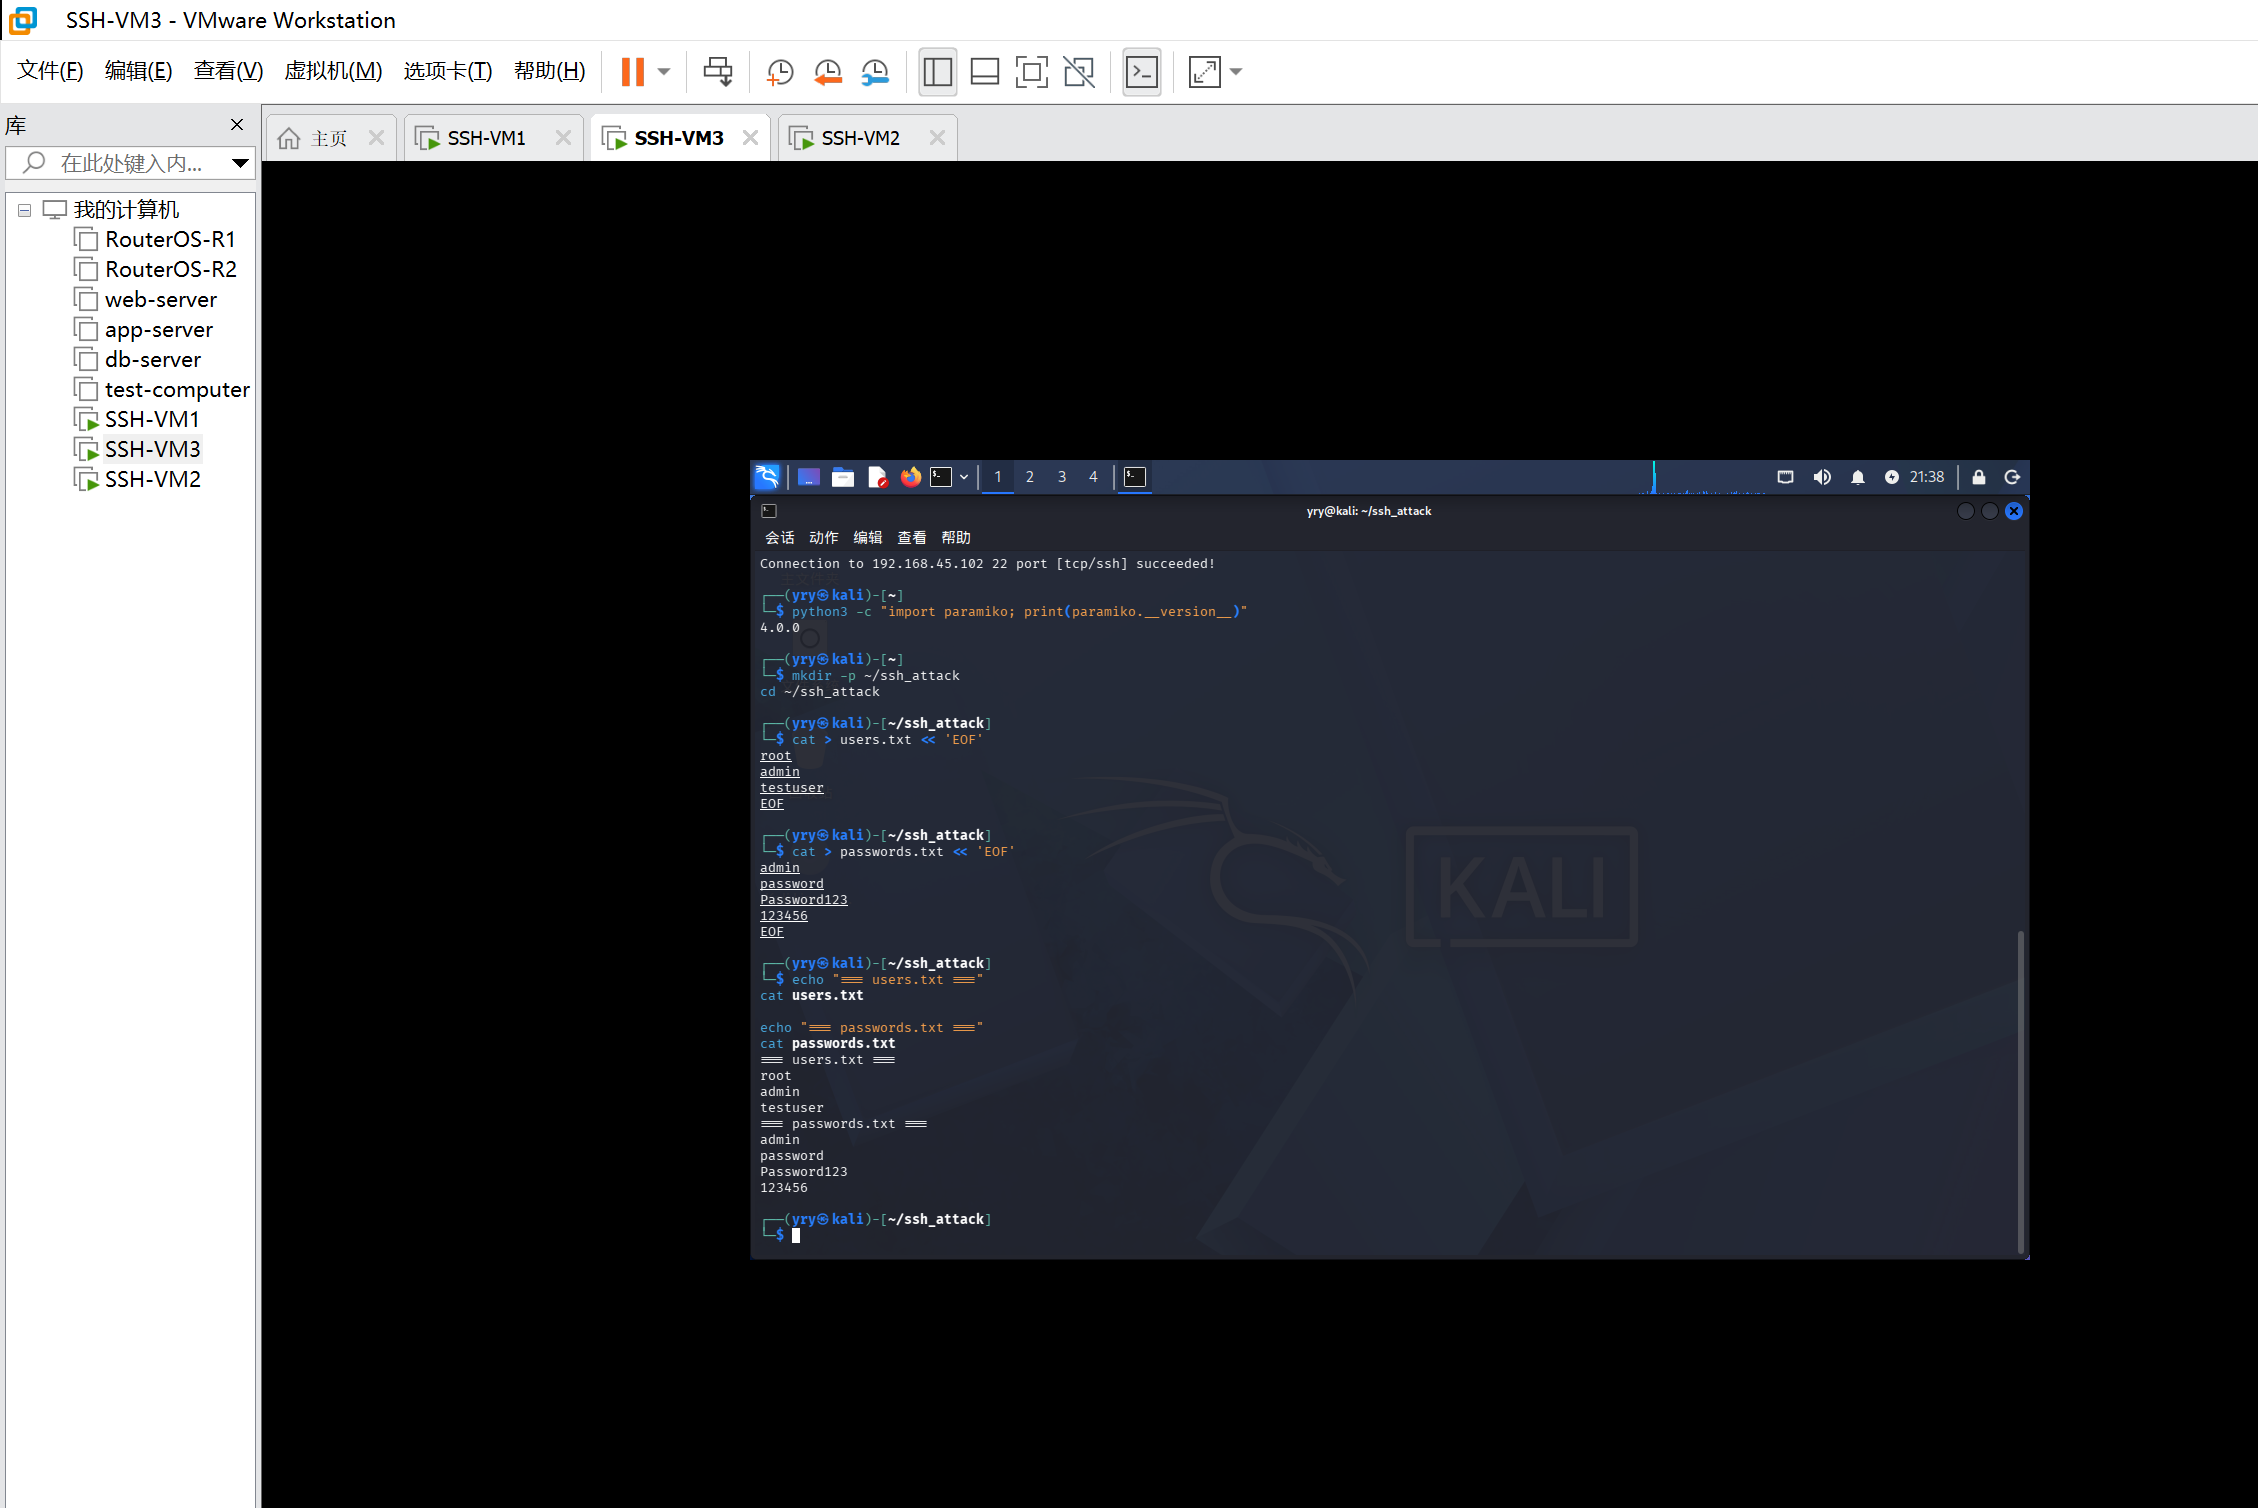 SSH-VM3 - VMware Workstation
文件(F) 编辑(E) 查看(V) 虚拟机(M) 选项卡(T) 帮助(H)
库
在此处键入内...
我的计算机
RouterOS-R1
RouterOS-R2
web-server
app-server
db-server
test-computer
SSH-VM1
SSH-VM3
SSH-VM2
主页 SSH-VM1 SSH-VM3 SSH-VM2
1 2 3 4 21:38
yry@kali: ~/ssh_attack
会话 动作 编辑 查看 帮助
Connection to 192.168.45.102 22 port [tcp/ssh] succeeded!
┌──(yry㉿kali)-[~]
└─$ python3 -c "import paramiko; print(paramiko.__version__)"
4.0.0
┌──(yry㉿kali)-[~]
└─$ mkdir -p ~/ssh_attack
cd ~/ssh_attack
┌──(yry㉿kali)-[~/ssh_attack]
└─$ cat > users.txt << 'EOF'
root
admin
testuser
EOF
┌──(yry㉿kali)-[~/ssh_attack]
└─$ cat > passwords.txt << 'EOF'
admin
password
Password123
123456
EOF
┌──(yry㉿kali)-[~/ssh_attack]
└─$ echo "=== users.txt ==="
cat users.txt
echo "=== passwords.txt ==="
cat passwords.txt
=== users.txt ===
root
admin
testuser
=== passwords.txt ===
admin
password
Password123
123456
┌──(yry㉿kali)-[~/ssh_attack]
└─$
KALI